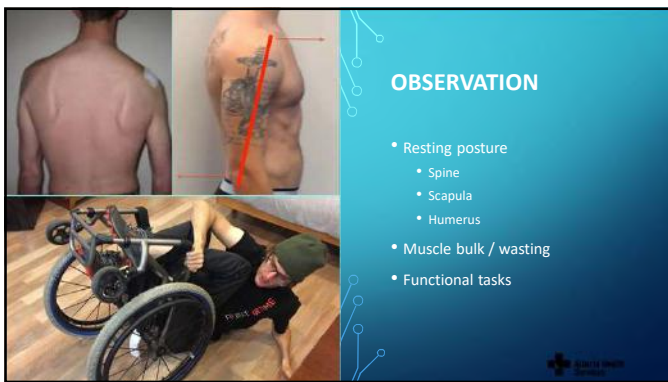 OBSERVATION
• Resting posture
• Spine
• Scapula
• Humerus
• Muscle bulk / wasting
• Functional tasks